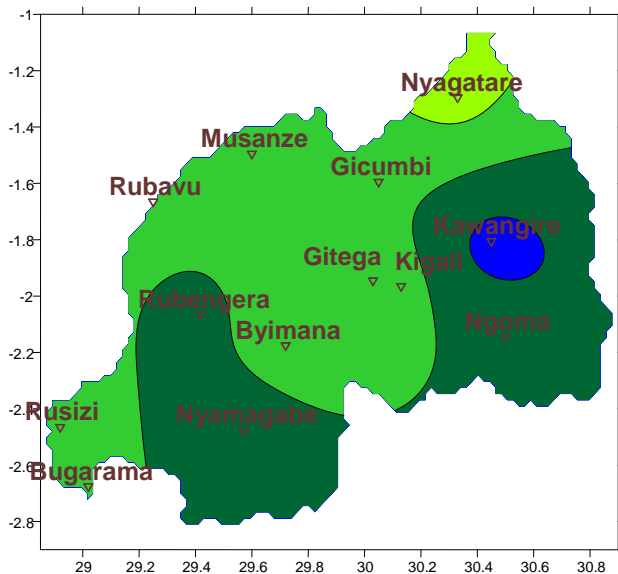 -1
-1.2
-1.4
-1.6
-1.8
-2
-2.2
-2.4
-2.6
-2.8
Nyagatare
Musanze
Gicumbi
Rubavu
Kawangire
Gitega
Kigali
Rubengera
Byimana
Ngoma
Rusizi
Nyamagabe
Bugarama
29 29.2 29.4 29.6 29.8 30 30.2 30.4 30.6 30.8